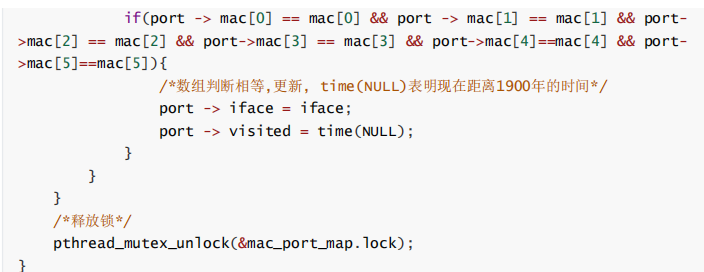 if(port -> mac[0] == mac[0] && port -> mac[1] == mac[1] && port-
>mac[2] == mac[2] && port->mac[3] == mac[3] && port->mac[4]==mac[4] && port-
>mac[5]==mac[5]){
/*数组判断相等,更新, time(NULL)表明现在距离1900年的时间*/
port -> iface = iface;
port -> visited = time(NULL);
}
}
}
/*释放锁*/
pthread_mutex_unlock(&mac_port_map.lock);
}